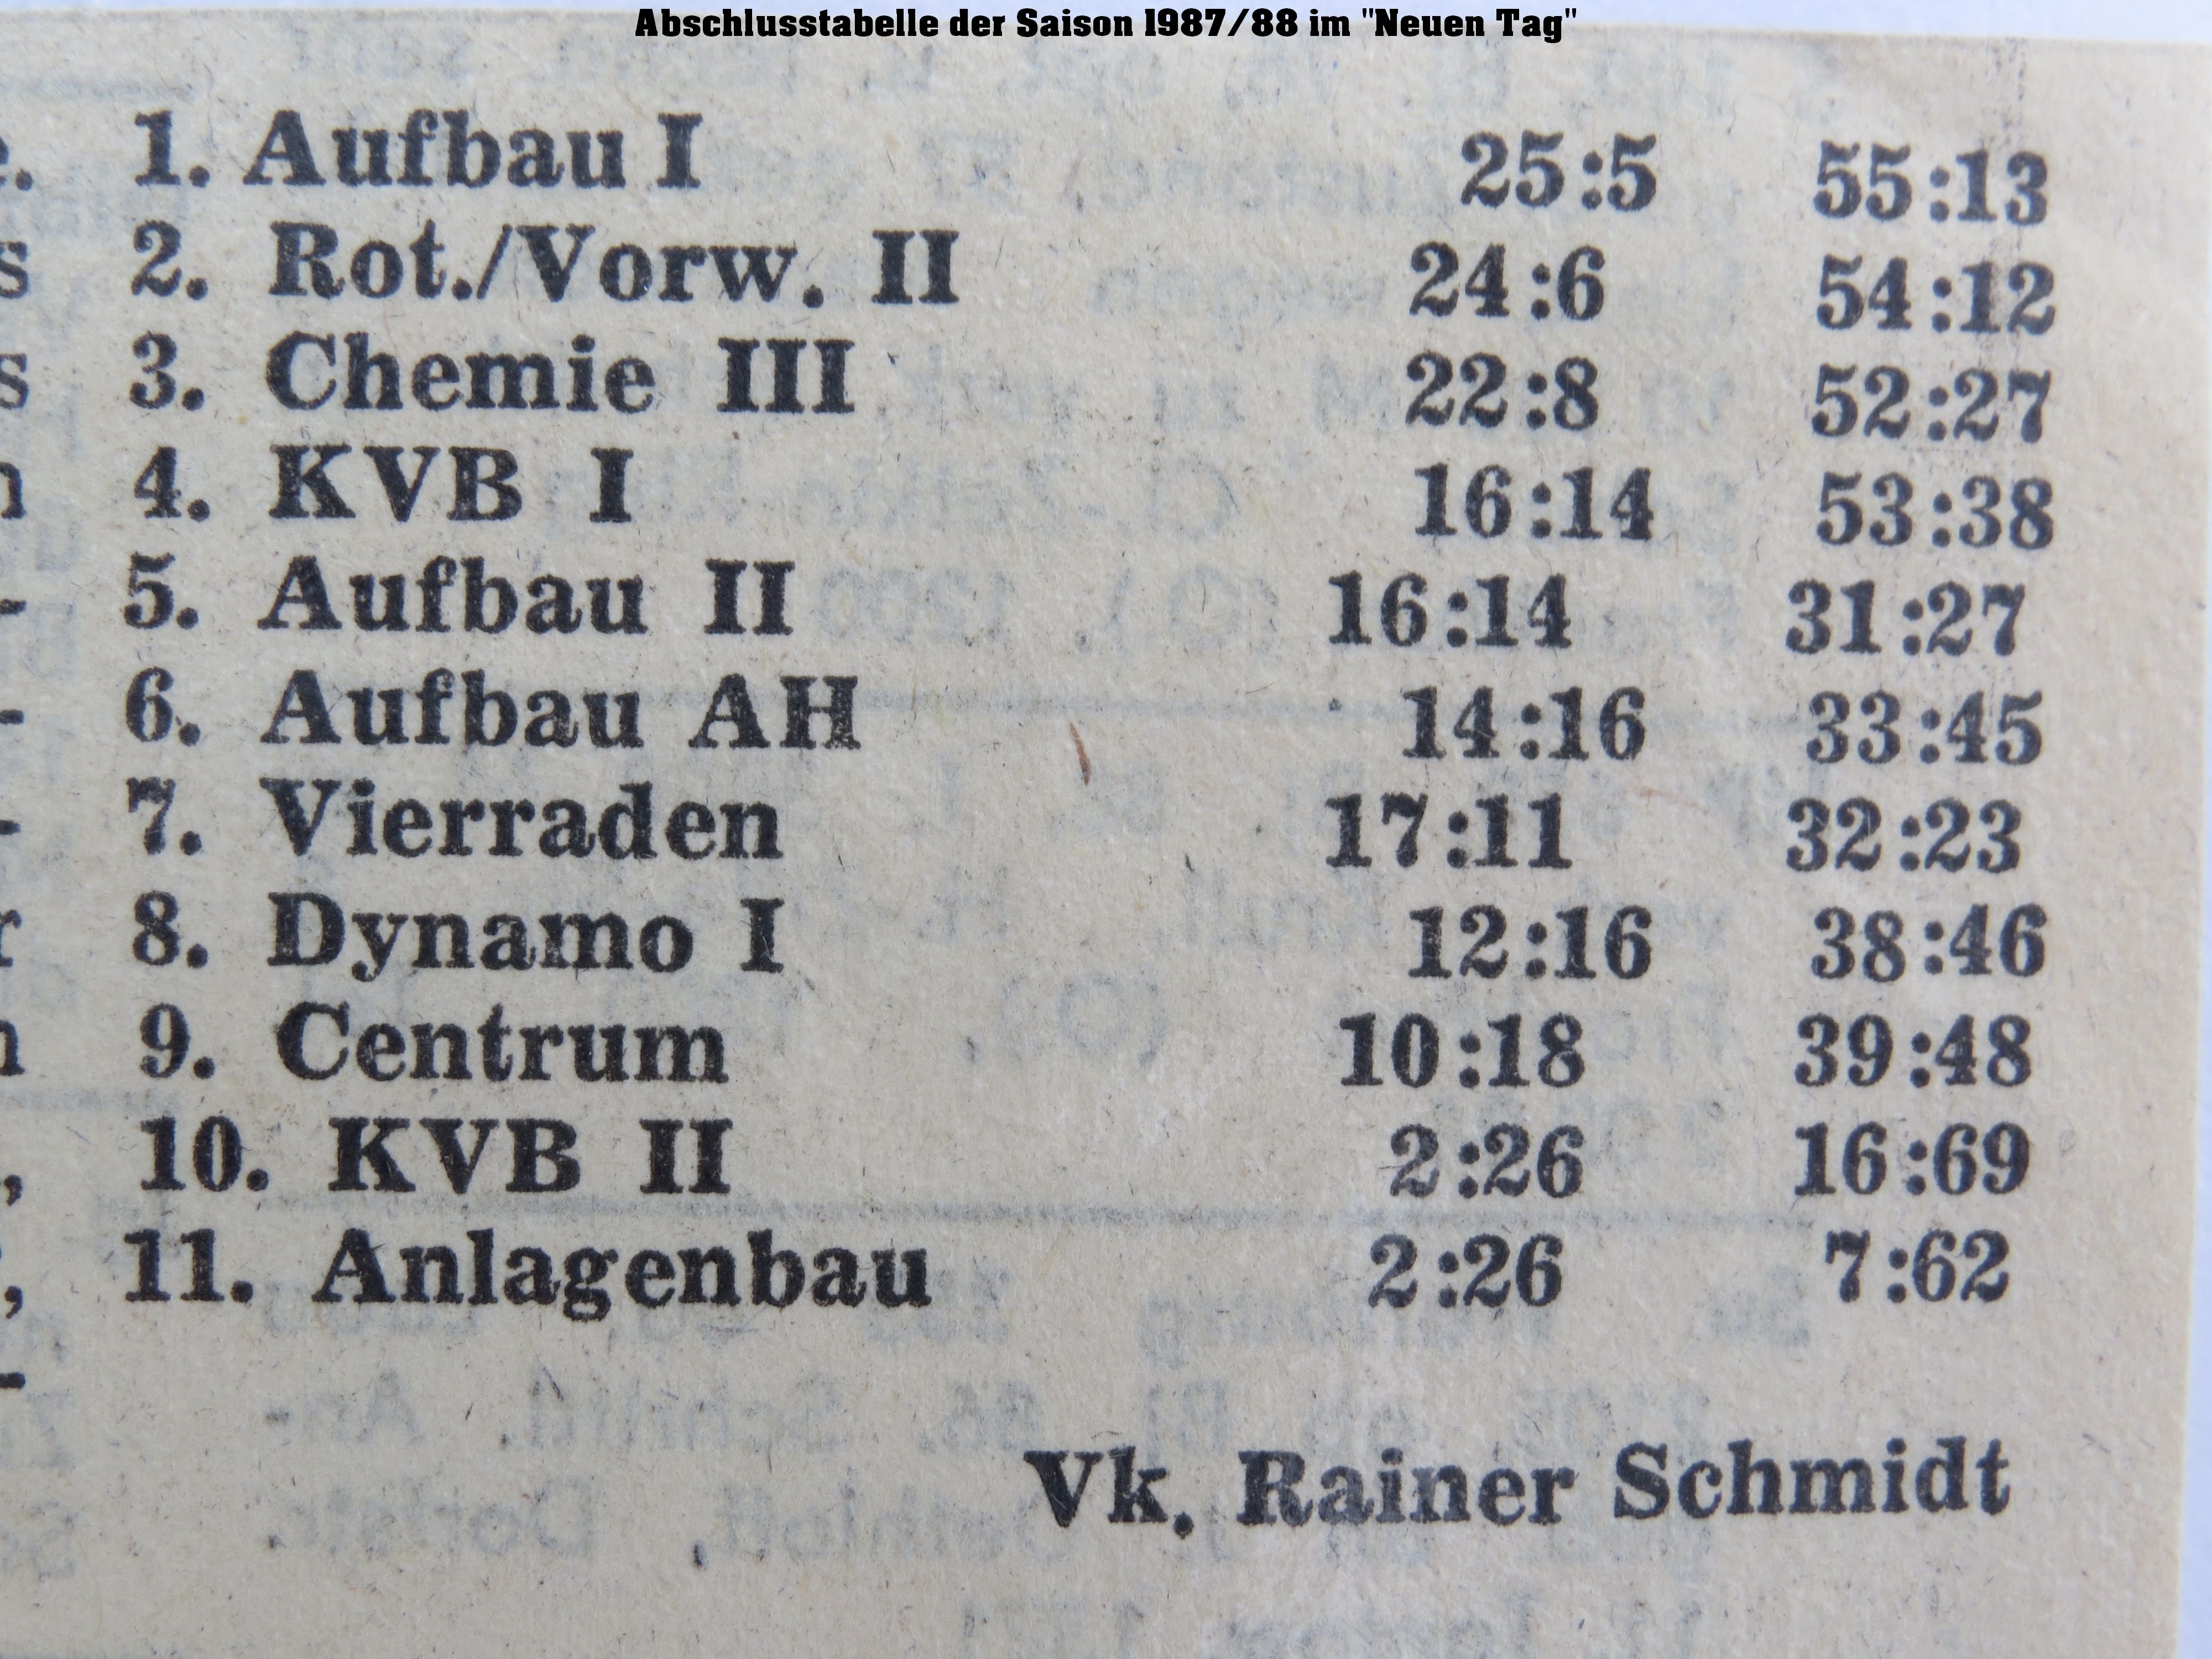 Abschlusstabelle der Saison 1987/88 im "Neuen Tag"
1. Aufbau I 25:5 55:13
2. Rot./Vorw. II 24:6 54:12
3. Chemie III 22:8 52:27
4. KVB I 16:14 53:38
5. Aufbau II 16:14 31:27
6. Aufbau AH 14:16 33:45
7. Vierraden 17:11 32:23
8. Dynamo I 12:16 38:46
9. Centrum 10:18 39:48
10. KVB II 2:26 16:69
11. Anlagenbau 2:26 7:62
Vk. Rainer Schmidt